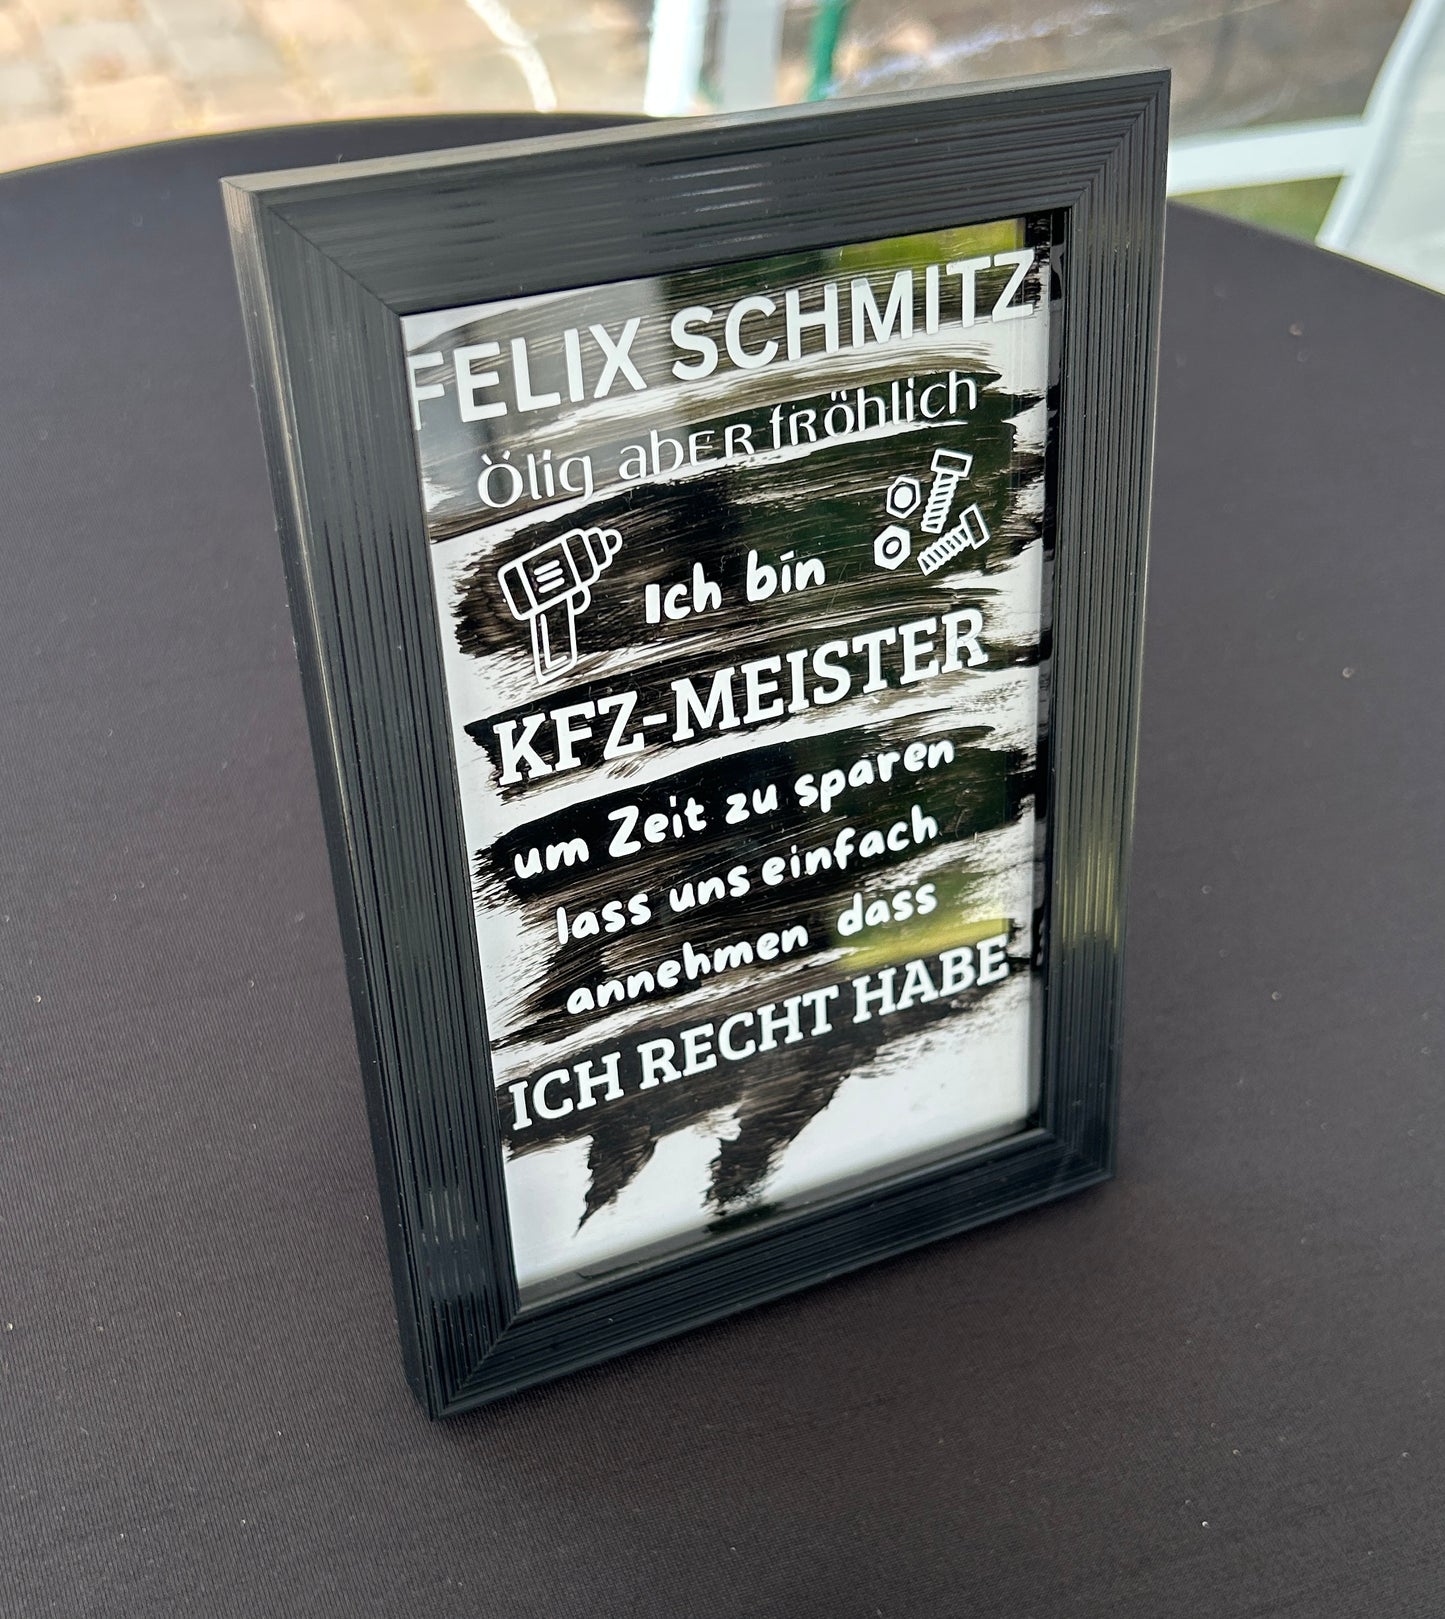 FELIX SCHMITZ
Ölig aber fröhlich
Ich bin
KFZ-MEISTER
um Zeit zu sparen
lass uns einfach
annehmen dass
ICH RECHT HABE